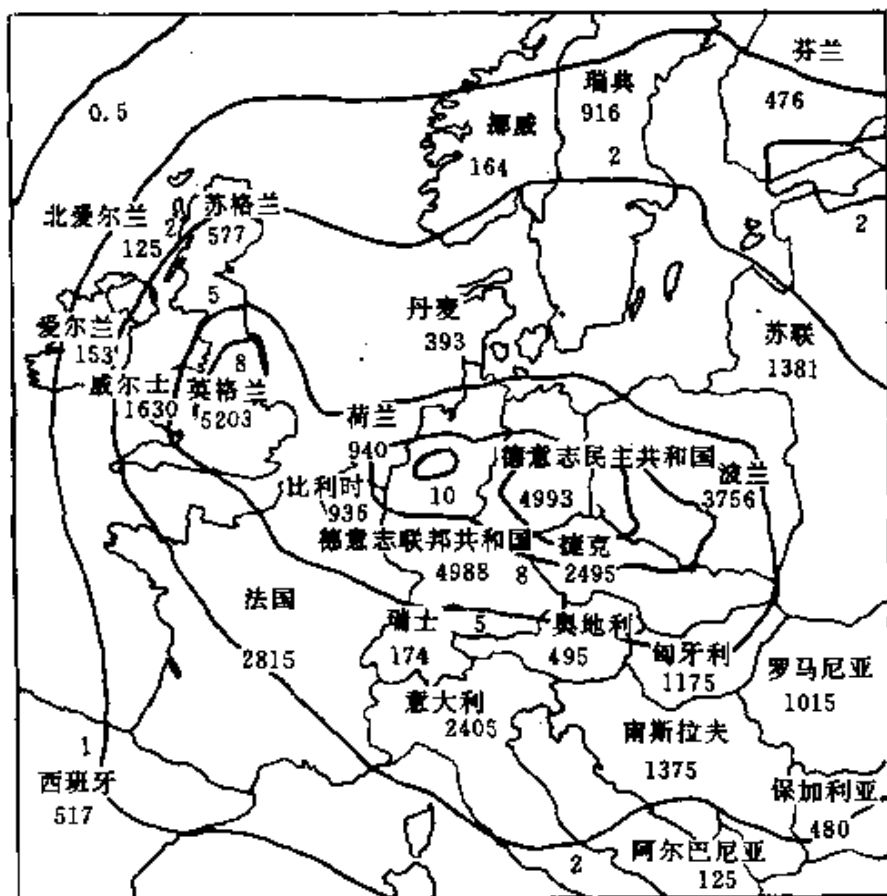 芬兰
瑞典
0.5
916
476
挪威
164
2
苏格兰
北爱尔兰
577
2
125
2
5
丹麦
爱尔兰
393
苏联
153
8
1381
威尔士
英格兰
1630
5203
荷兰
940
德意志民主共和国
波兰
比利时
10
4993
3756
936
德意志联邦共和国
捷克
4988
8
2495
法国
瑞士
5
奥地利
174
495
匈牙利
罗马尼亚
2815
1175
意大利
1015
2405
南斯拉夫
1
1375
西班牙
保加利亚
517
480
阿尔巴尼亚
2
125